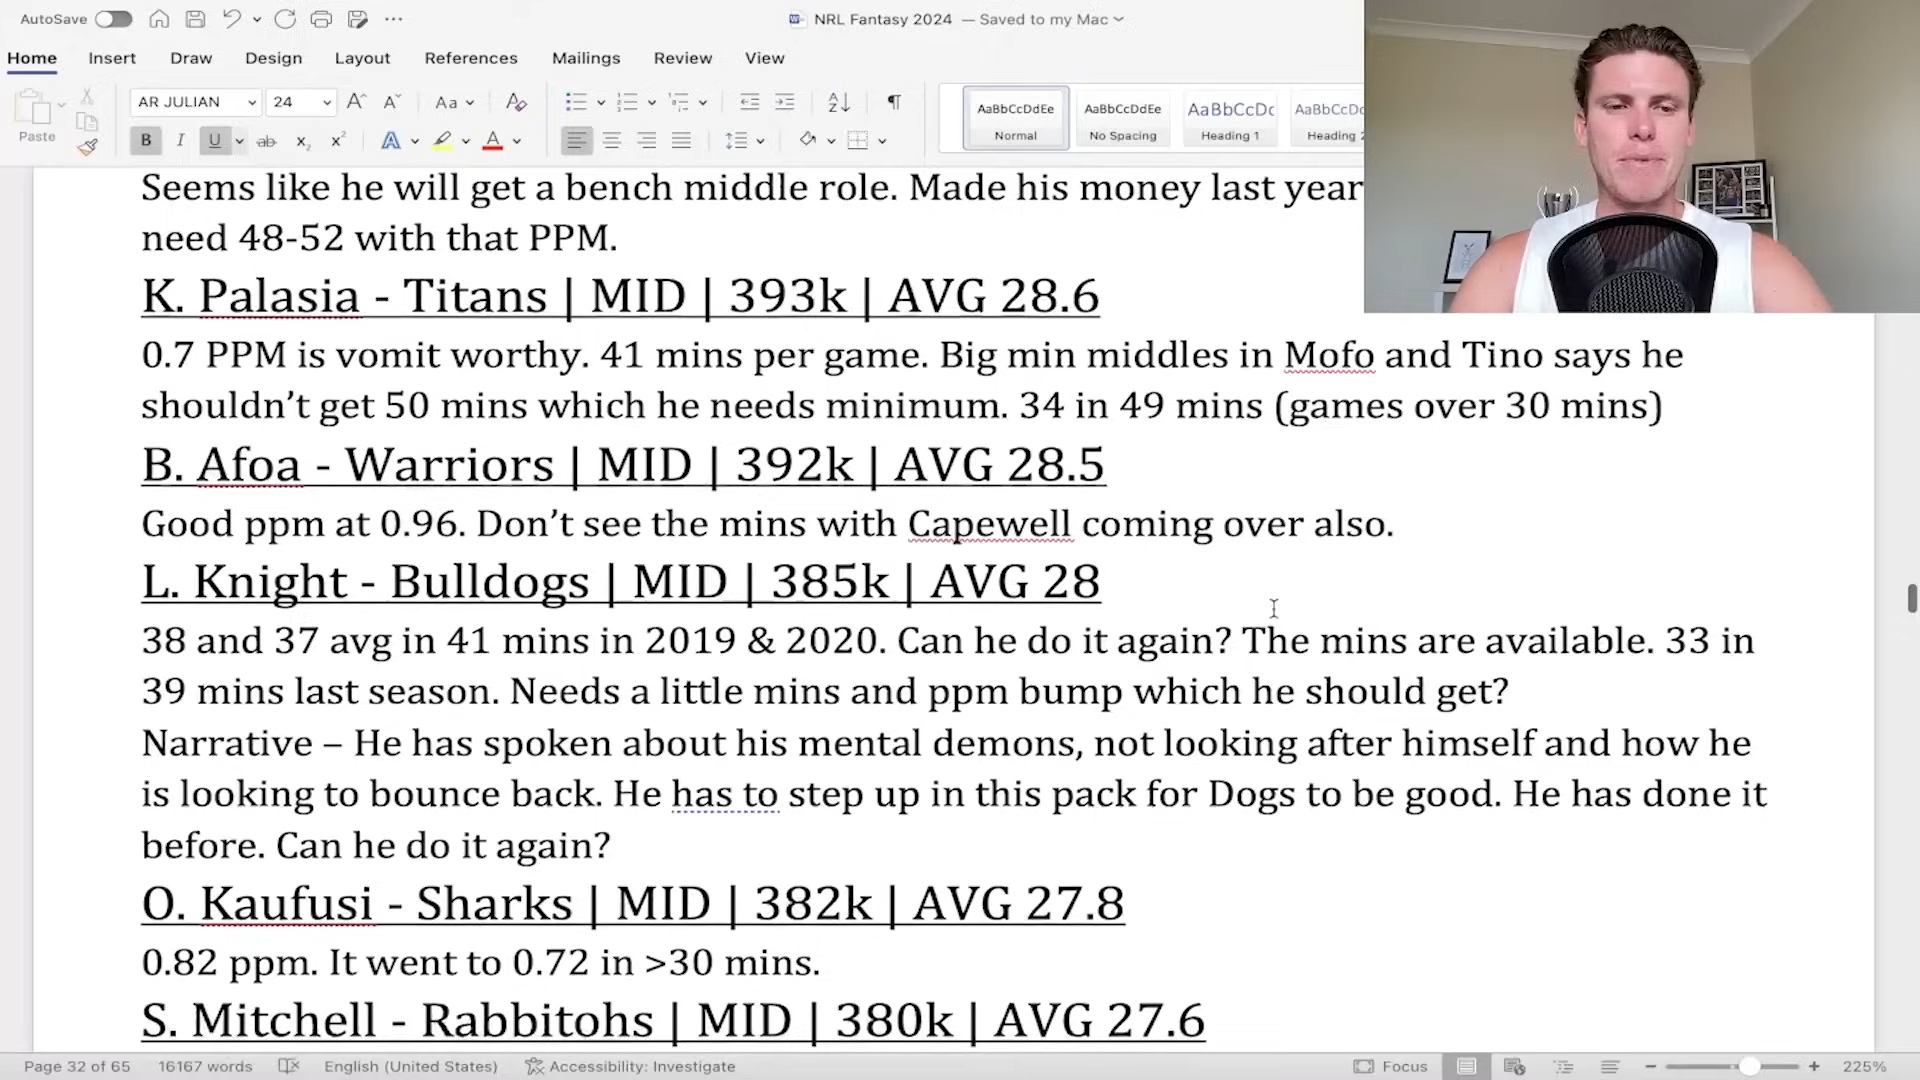 AutoSave
NRL Fantasy 2024 — Saved to my Mac
Home Insert Draw Design Layout References Mailings Review View
Paste
AR JULIAN 24
AaBbCcDdEe AaBbCcDdEe AaBbCcDc AaBbCcDd
Normal No Spacing Heading 1 Heading 2
Seems like he will get a bench middle role. Made his money last year
need 48-52 with that PPM.
K. Palasia - Titans | MID | 393k | AVG 28.6
0.7 PPM is vomit worthy. 41 mins per game. Big min middles in Mofo and Tino says he
shouldn’t get 50 mins which he needs minimum. 34 in 49 mins (games over 30 mins)
B. Afoa - Warriors | MID | 392k | AVG 28.5
Good ppm at 0.96. Don’t see the mins with Capewell coming over also.
L. Knight - Bulldogs | MID | 385k | AVG 28
38 and 37 avg in 41 mins in 2019 & 2020. Can he do it again? The mins are available. 33 in
39 mins last season. Needs a little mins and ppm bump which he should get?
Narrative – He has spoken about his mental demons, not looking after himself and how he
is looking to bounce back. He has to step up in this pack for Dogs to be good. He has done it
before. Can he do it again?
O. Kaufusi - Sharks | MID | 382k | AVG 27.8
0.82 ppm. It went to 0.72 in >30 mins.
S. Mitchell - Rabbitohs | MID | 380k | AVG 27.6
Page 32 of 65 16167 words English (United States) Accessibility: Investigate Focus 225%